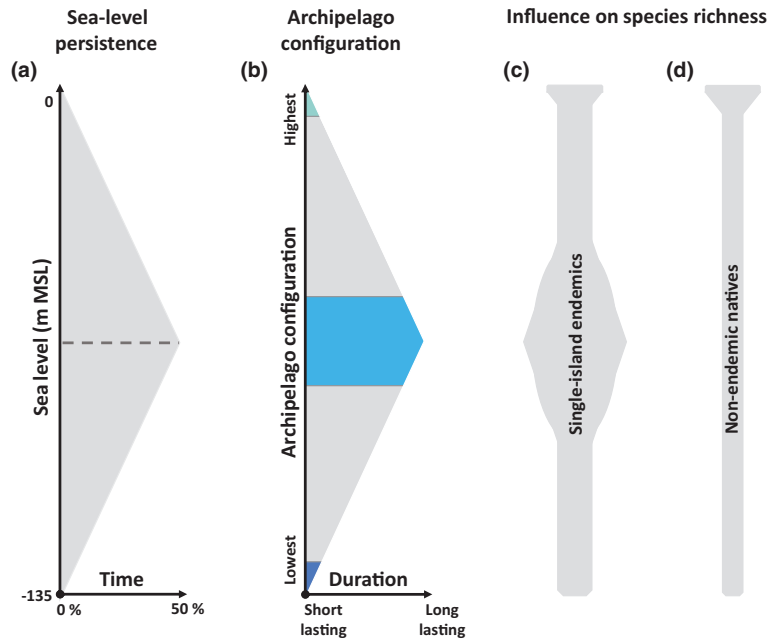 Sea-level
persistence
Archipelago
configuration
Influence on species richness
(a)
(b)
(c)
(d)
0
Sea level (m MSL)
-135
Time
0 %
50 %
Highest
Archipelago configuration
Lowest
Duration
Short
lasting
Long
lasting
Single-island endemics
Non-endemic natives